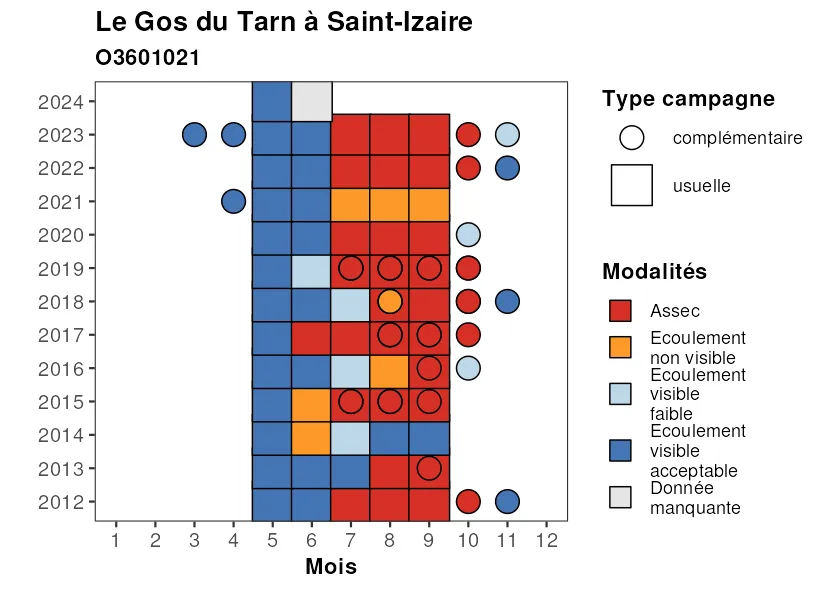 Le Gos du Tarn à Saint-Izaire
O3601021
2024
2023
2022
2021
2020
2019
2018
2017
2016
2015
2014
2013
2012
1 2 3 4 5 6 7 8 9 10 11 12
Mois
Type campagne
complémentaire
usuelle
Modalités
Assec
Ecoulement
non visible
Ecoulement
visible
faible
Ecoulement
visible
acceptable
Donnée
manquante